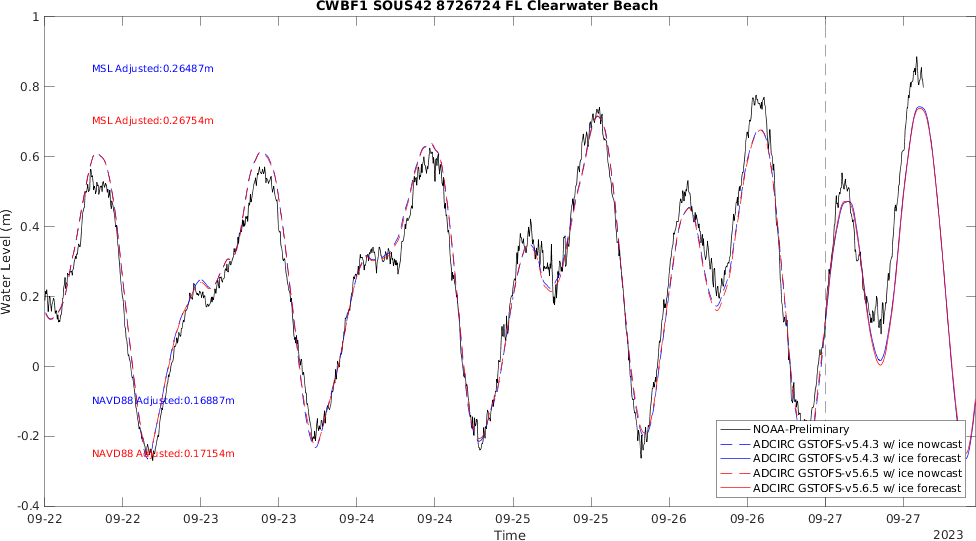 CWBF1 SOUS42 8726724 FL Clearwater Beach
1
0.8
0.6
0.4
0.2
0
-0.2
-0.4
Water Level (m)
MSL Adjusted:0.26487m
MSL Adjusted:0.26754m
NAVD88 Adjusted:0.16887m
NAVD88 Adjusted:0.17154m
NOAA-Preliminary
ADCIRC GSTOFS-v5.4.3 w/ ice nowcast
ADCIRC GSTOFS-v5.4.3 w/ ice forecast
ADCIRC GSTOFS-v5.6.5 w/ ice nowcast
ADCIRC GSTOFS-v5.6.5 w/ ice forecast
09-22 09-22 09-23 09-23 09-24 09-24 09-25 09-25 09-26 09-26 09-27 09-27
Time
2023